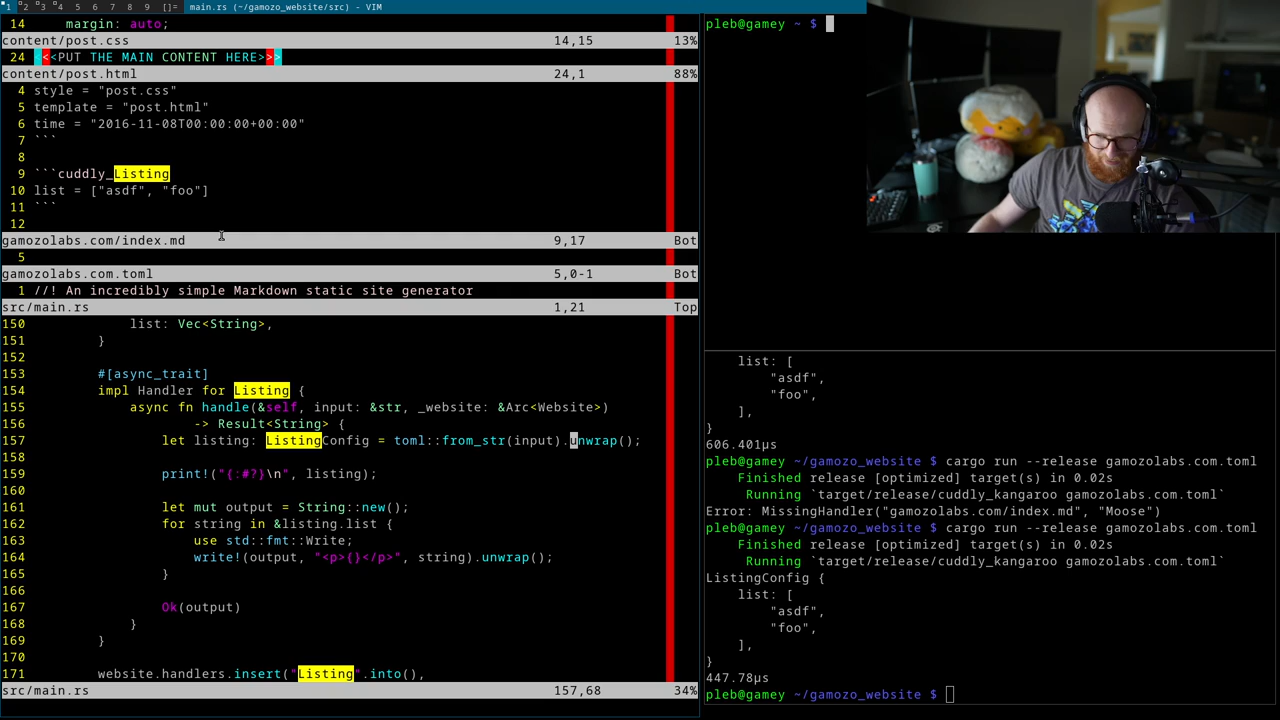 1 2 3 4 5 6 7 8 9 []= main.rs (~/gamozo_website/src) - VIM
14     margin: auto;
content/post.css 14,15 13%
24 <<<PUT THE MAIN CONTENT HERE>>>
content/post.html 24,1 88%
4 style = "post.css"
5 template = "post.html"
6 time = "2016-11-08T00:00:00+00:00"
7 ```
8
9 ```cuddly_Listing
10 list = ["asdf", "foo"]
11 ```
12
gamozolabs.com/index.md 9,17 Bot
5
gamozolabs.com.toml 5,0-1 Bot
1 //! An incredibly simple Markdown static site generator
src/main.rs 1,21 Top
150             list: Vec<String>,
151         }
152
153         #[async_trait]
154         impl Handler for Listing {
155             async fn handle(&self, input: &str, _website: &Arc<Website>)
156                     -> Result<String> {
157                 let listing: ListingConfig = toml::from_str(input).unwrap();
158
159                 print!("{:#?}\n", listing);
160
161                 let mut output = String::new();
162                 for string in &listing.list {
163                     use std::fmt::Write;
164                     write!(output, "<p>{}</p>", string).unwrap();
165                 }
166
167                 Ok(output)
168             }
169         }
170
171         website.handlers.insert("Listing".into(),
src/main.rs 157,68 34%
pleb@gamey ~ $
    list: [
        "asdf",
        "foo",
    ],
}
606.401µs
pleb@gamey ~/gamozo_website $ cargo run --release gamozolabs.com.toml
    Finished release [optimized] target(s) in 0.02s
     Running `target/release/cuddly_kangaroo gamozolabs.com.toml`
Error: MissingHandler("gamozolabs.com/index.md", "Moose")
pleb@gamey ~/gamozo_website $ cargo run --release gamozolabs.com.toml
    Finished release [optimized] target(s) in 0.02s
     Running `target/release/cuddly_kangaroo gamozolabs.com.toml`
ListingConfig {
    list: [
        "asdf",
        "foo",
    ],
}
447.78µs
pleb@gamey ~/gamozo_website $